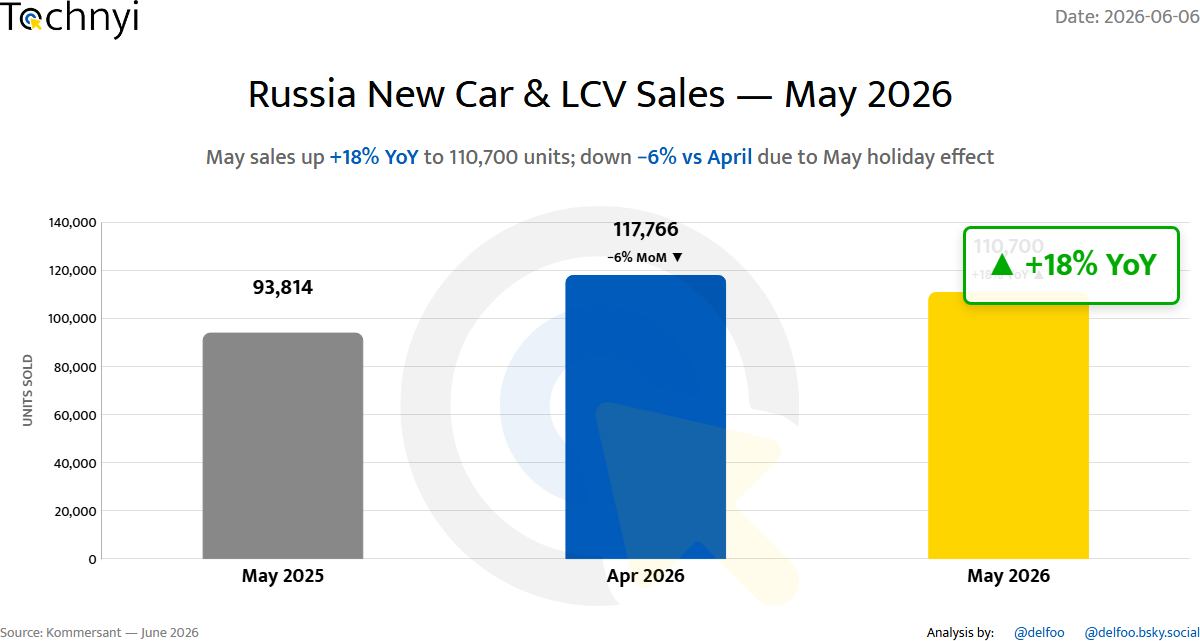 Technyi
Date: 2026-06-06
Russia New Car & LCV Sales — May 2026
May sales up +18% YoY to 110,700 units; down −6% vs April due to May holiday effect
UNITS SOLD
140,000
120,000
100,000
80,000
60,000
40,000
20,000
0
93,814
117,766
−6% MoM ▼
110,700
+18% YoY ▲
▲ +18% YoY
May 2025
Apr 2026
May 2026
Source: Kommersant — June 2026
Analysis by: @delfoo @delfoo.bsky.social